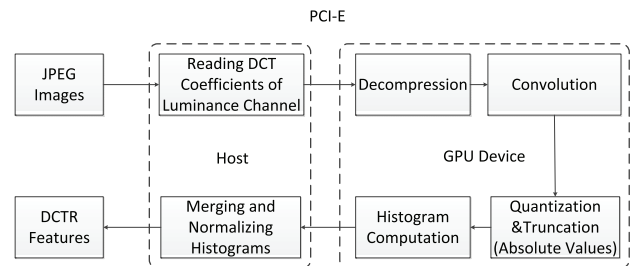 PCI-E
JPEG
Images
Reading DCT
Coefficients of
Luminance Channel
Decompression
Convolution
Host
GPU Device
DCTR
Features
Merging and
Normalizing
Histograms
Histogram
Computation
Quantization
&Truncation
(Absolute Values)